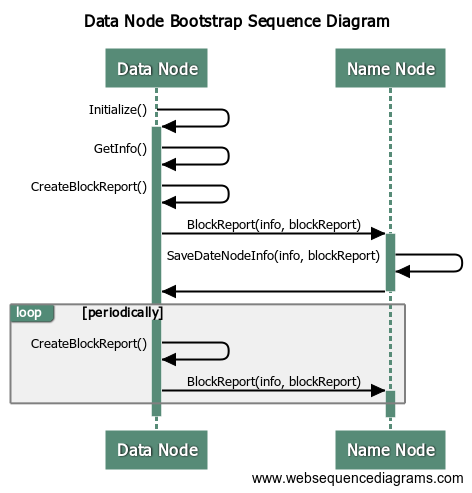 Data Node Bootstrap Sequence Diagram
Data Node
Name Node
Initialize()
GetInfo()
CreateBlockReport()
BlockReport(info, blockReport)
SaveDateNodeInfo(info, blockReport)
loop
[periodically]
CreateBlockReport()
BlockReport(info, blockReport)
Data Node
Name Node
www.websequencediagrams.com